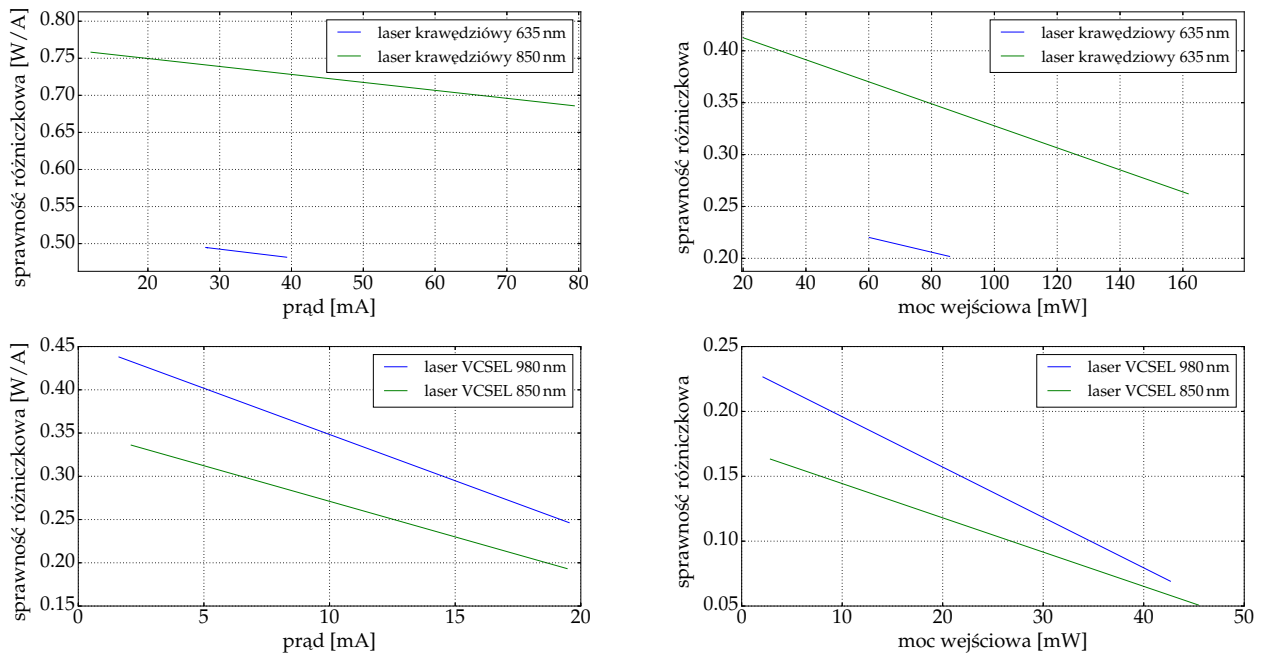 sprawność różniczkowa [W / A]
0.80
0.75
0.70
0.65
0.60
0.55
0.50
laser krawędziówy 635 nm
laser krawędziówy 850 nm
20 30 40 50 60 70 80
prąd [mA]
sprawność różniczkowa
0.40
0.35
0.30
0.25
0.20
laser krawędziowy 635 nm
laser krawędziowy 635 nm
20 40 60 80 100 120 140 160
moc wejściowa [mW]
sprawność różniczkowa [W / A]
0.45
0.40
0.35
0.30
0.25
0.20
0.15
laser VCSEL 980 nm
laser VCSEL 850 nm
0 5 10 15 20
prąd [mA]
sprawność różniczkowa
0.25
0.20
0.15
0.10
0.05
laser VCSEL 980 nm
laser VCSEL 850 nm
0 10 20 30 40 50
moc wejściowa [mW]